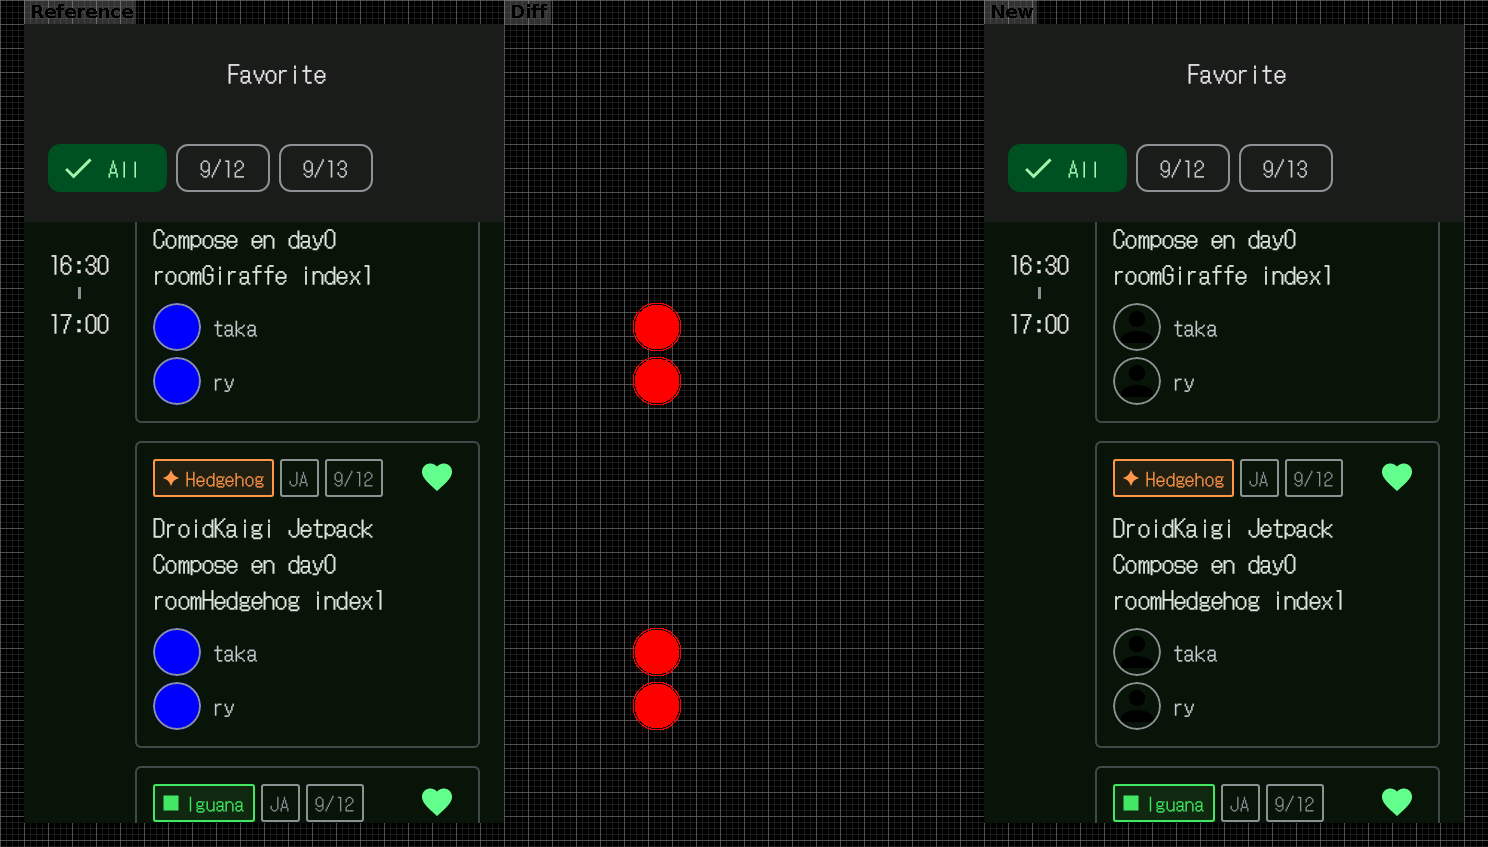 Reference
Diff
New
Favorite
All
9/12
9/13
16:30
17:00
Compose en day0
roomGiraffe index1
taka
ry
Hedgehog
JA
9/12
DroidKaigi Jetpack
Compose en day0
roomHedgehog index1
taka
ry
Iguana
JA
9/12
Favorite
All
9/12
9/13
16:30
17:00
Compose en day0
roomGiraffe index1
taka
ry
Hedgehog
JA
9/12
DroidKaigi Jetpack
Compose en day0
roomHedgehog index1
taka
ry
Iguana
JA
9/12